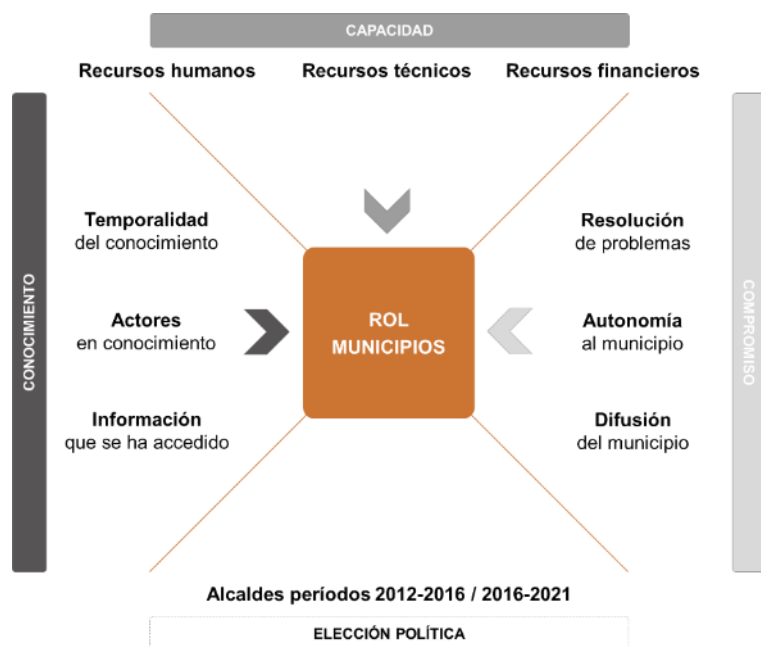 CAPACIDAD
Recursos humanos
Recursos técnicos
Recursos financieros
CONOCIMIENTO
Temporalidad
del conocimiento
Actores
en conocimiento
Información
que se ha accedido
ROL
MUNICIPIOS
Resolución
de problemas
Autonomía
al municipio
Difusión
del municipio
COMPROMISO
Alcaldes períodos 2012-2016 / 2016-2021
ELECCIÓN POLÍTICA